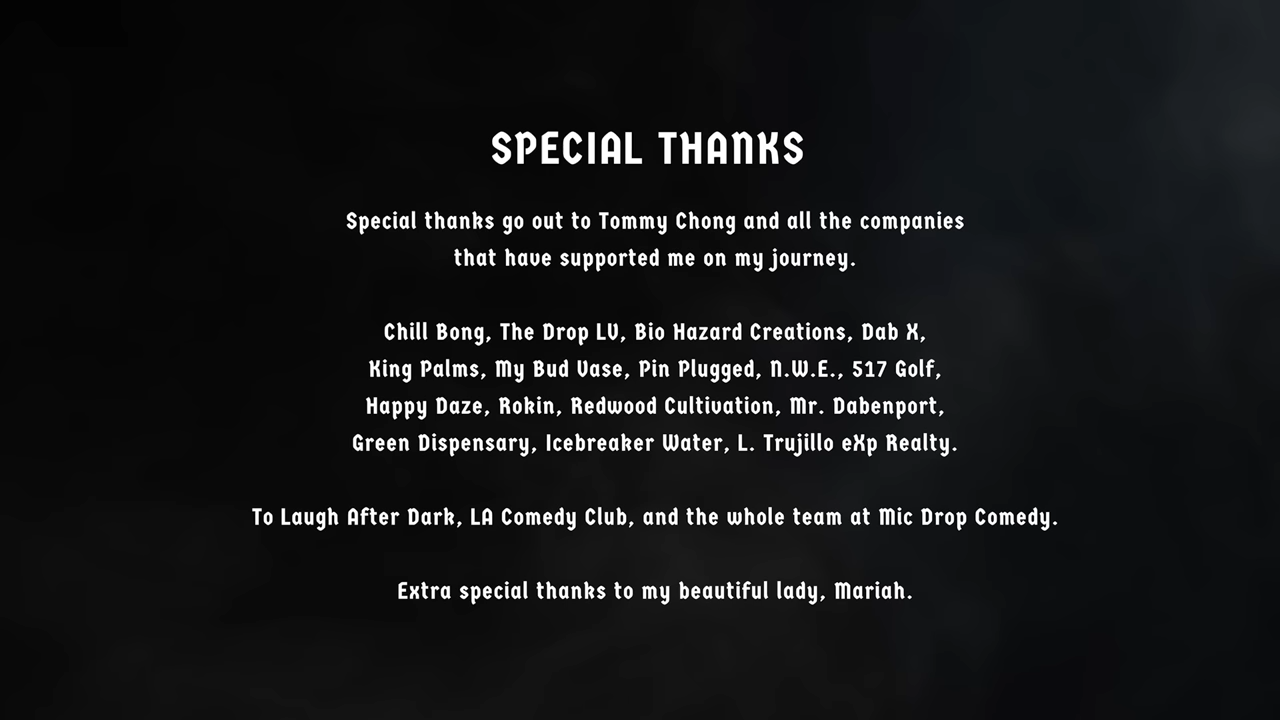 SPECIAL THANKS
Special thanks go out to Tommy Chong and all the companies
that have supported me on my journey.
Chill Bong, The Drop LV, Bio Hazard Creations, Dab X,
King Palms, My Bud Vase, Pin Plugged, N.W.E., 517 Golf,
Happy Daze, Rokin, Redwood Cultivation, Mr. Dabenport,
Green Dispensary, Icebreaker Water, L. Trujillo eXp Realty.
To Laugh After Dark, LA Comedy Club, and the whole team at Mic Drop Comedy.
Extra special thanks to my beautiful lady, Mariah.